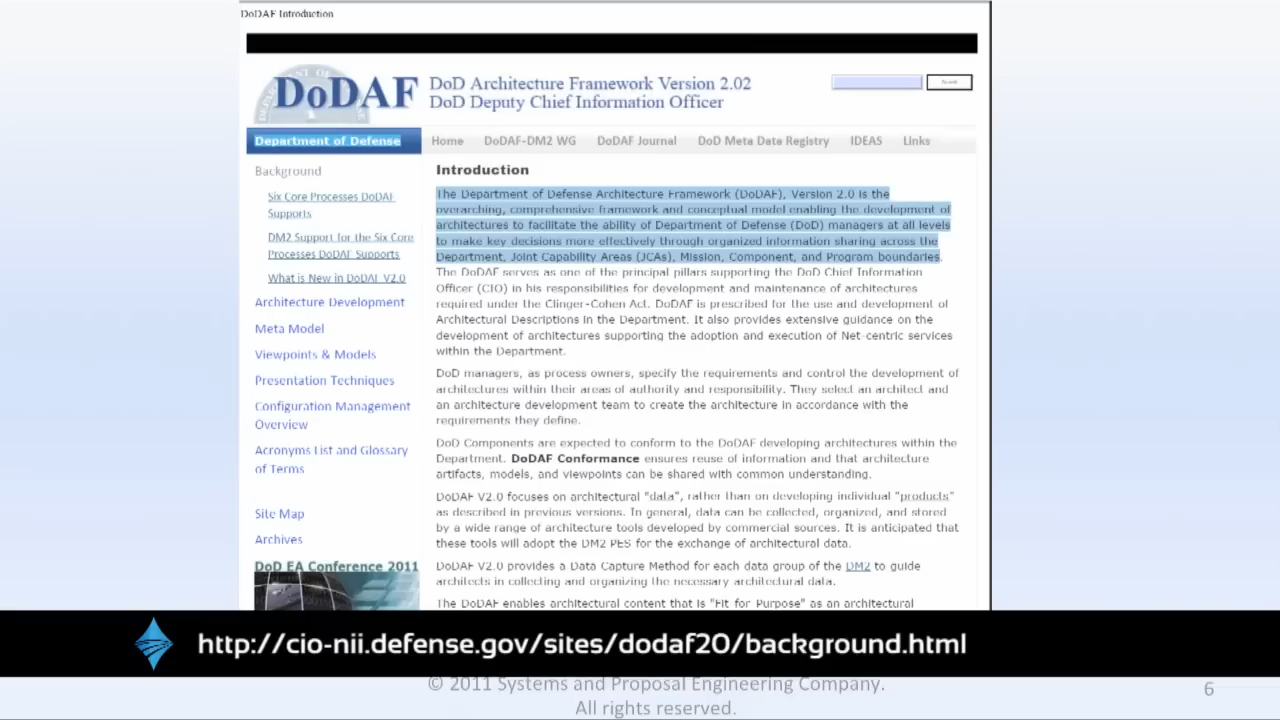 DoDAF Introduction
DoDAF
DoD Architecture Framework Version 2.02
DoD Deputy Chief Information Officer
Department of Defense
Home DoDAF-DM2 WG DoDAF Journal DoD Meta Data Registry IDEAS Links
Background
Six Core Processes DoDAF
Supports
DM2 Support for the Six Core
Processes DoDAF Supports
What is New in DoDAF V2.0
Architecture Development
Meta Model
Viewpoints & Models
Presentation Techniques
Configuration Management
Overview
Acronyms List and Glossary
of Terms
Site Map
Archives
DoD EA Conference 2011
Introduction
The Department of Defense Architecture Framework (DoDAF), Version 2.0 is the
overarching, comprehensive framework and conceptual model enabling the development of
architectures to facilitate the ability of Department of Defense (DoD) managers at all levels
to make key decisions more effectively through organized information sharing across the
Department, Joint Capability Areas (JCAs), Mission, Component, and Program boundaries.
The DoDAF serves as one of the principal pillars supporting the DoD Chief Information
Officer (CIO) in his responsibilities for development and maintenance of architectures
required under the Clinger-Cohen Act. DoDAF is prescribed for the use and development of
Architectural Descriptions in the Department. It also provides extensive guidance on the
development of architectures supporting the adoption and execution of Net-centric services
within the Department.
DoD managers, as process owners, specify the requirements and control the development of
architectures within their areas of authority and responsibility. They select an architect and
an architecture development team to create the architecture in accordance with the
requirements they define.
DoD Components are expected to conform to the DoDAF developing architectures within the
Department. DoDAF Conformance ensures reuse of information and that architecture
artifacts, models, and viewpoints can be shared with common understanding.
DoDAF V2.0 focuses on architectural "data", rather than on developing individual "products"
as described in previous versions. In general, data can be collected, organized, and stored
by a wide range of architecture tools developed by commercial sources. It is anticipated that
these tools will adopt the DM2 PES for the exchange of architectural data.
DoDAF V2.0 provides a Data Capture Method for each data group of the DM2 to guide
architects in collecting and organizing the necessary architectural data.
The DoDAF enables architectural content that is "Fit for Purpose" as an architectural
http://cio-nii.defense.gov/sites/dodaf20/background.html
© 2011 Systems and Proposal Engineering Company.
All rights reserved.
6